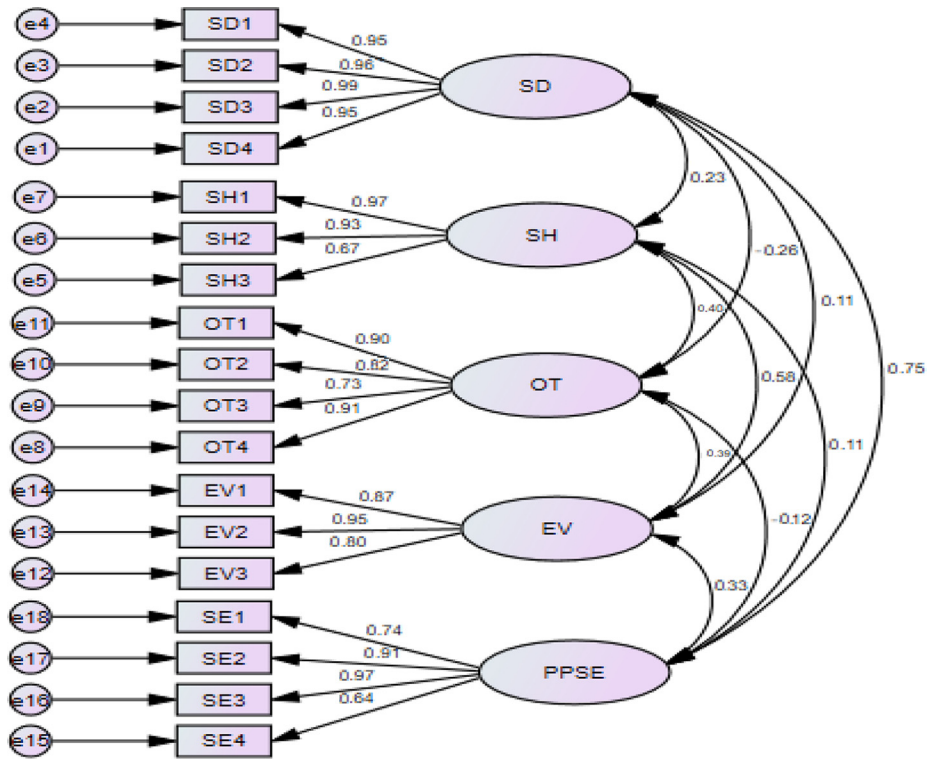 e4 SD1
0.95
e3 SD2
0.96
SD
e2 SD3
0.99
e1 SD4
0.95
e7 SH1
0.97
0.23
e6 SH2
0.93
SH
e5 SH3
0.67
-0.26
e11 OT1
0.90
0.40
0.11
e10 OT2
0.82
OT
0.58
0.75
e9 OT3
0.73
e8 OT4
0.91
0.39
0.11
e14 EV1
0.87
e13 EV2
0.95
EV
-0.12
e12 EV3
0.80
0.33
e18 SE1
0.74
e17 SE2
0.91
PPSE
e16 SE3
0.97
e15 SE4
0.64